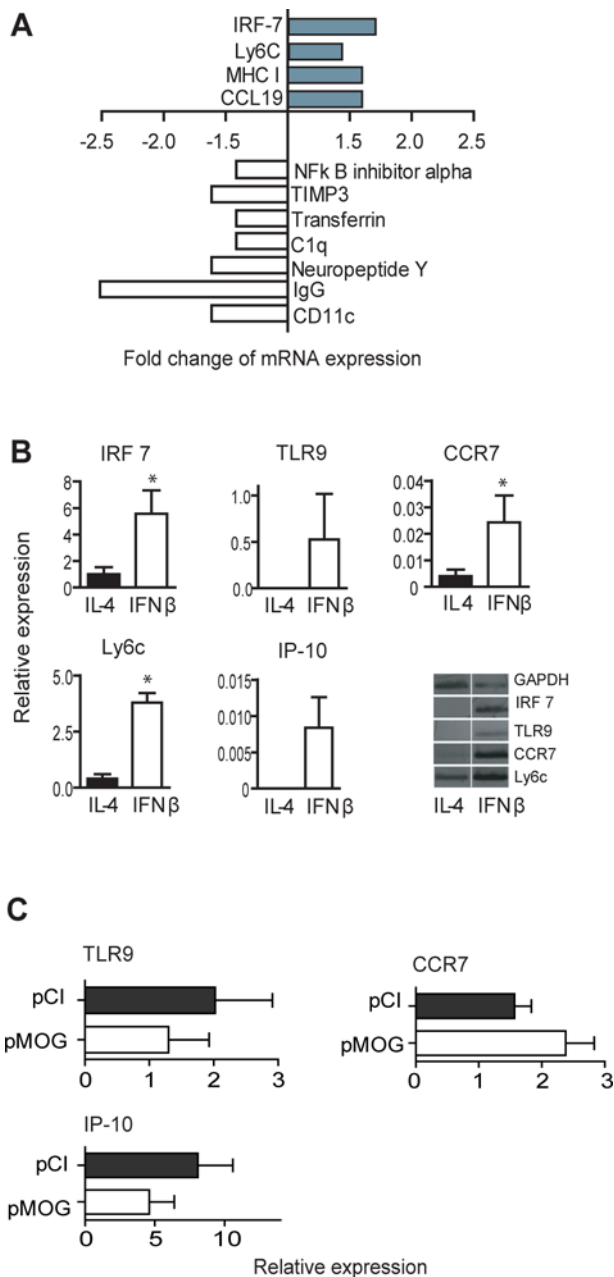 A
IRF-7
Ly6C
MHC I
CCL19
-2.5 -2.0 -1.5 1.5 2.0 2.5
NFk B inhibitor alpha
TIMP3
Transferrin
C1q
Neuropeptide Y
IgG
CD11c
Fold change of mRNA expression
B
Relative expression
IRF 7
*
8
6
4
2
0
IL-4 IFNβ
TLR9
1.0
0.5
0.0
IL-4 IFNβ
CCR7
*
0.04
0.03
0.02
0.01
0
IL4 IFNβ
Ly6c
*
5.0
2.5
0.0
IL-4 IFNβ
IP-10
0.015
0.010
0.005
0
IL-4 IFNβ
GAPDH
IRF 7
TLR9
CCR7
Ly6c
IL-4 IFNβ
C
TLR9
pCI
pMOG
0 1 2 3
CCR7
pCI
pMOG
0 1 2 3
IP-10
pCI
pMOG
0 5 10
Relative expression